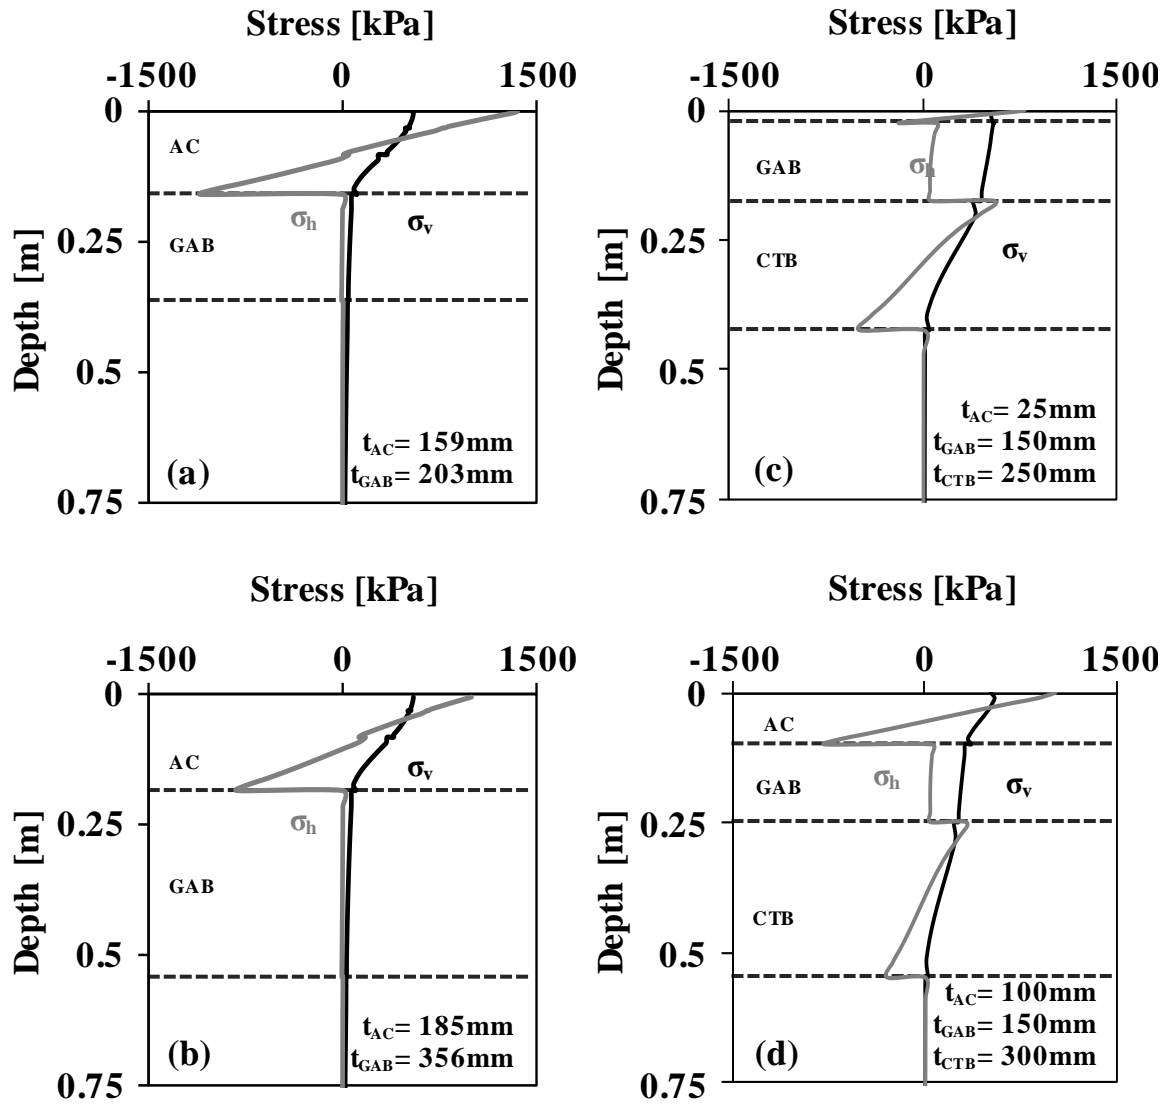 Stress [kPa]
-1500 0 1500
0
0.25
0.5
0.75
Depth [m]
AC
GAB
σh
σv
tAC= 159mm
tGAB= 203mm
(a)
Stress [kPa]
-1500 0 1500
0
0.25
0.5
0.75
Depth [m]
GAB
CTB
σh
σv
tAC= 25mm
tGAB= 150mm
tCTB= 250mm
(c)
Stress [kPa]
-1500 0 1500
0
0.25
0.5
0.75
Depth [m]
AC
GAB
σv
σh
tAC= 185mm
tGAB= 356mm
(b)
Stress [kPa]
-1500 0 1500
0
0.25
0.5
0.75
Depth [m]
AC
GAB
CTB
σh
σv
tAC= 100mm
tGAB= 150mm
tCTB= 300mm
(d)